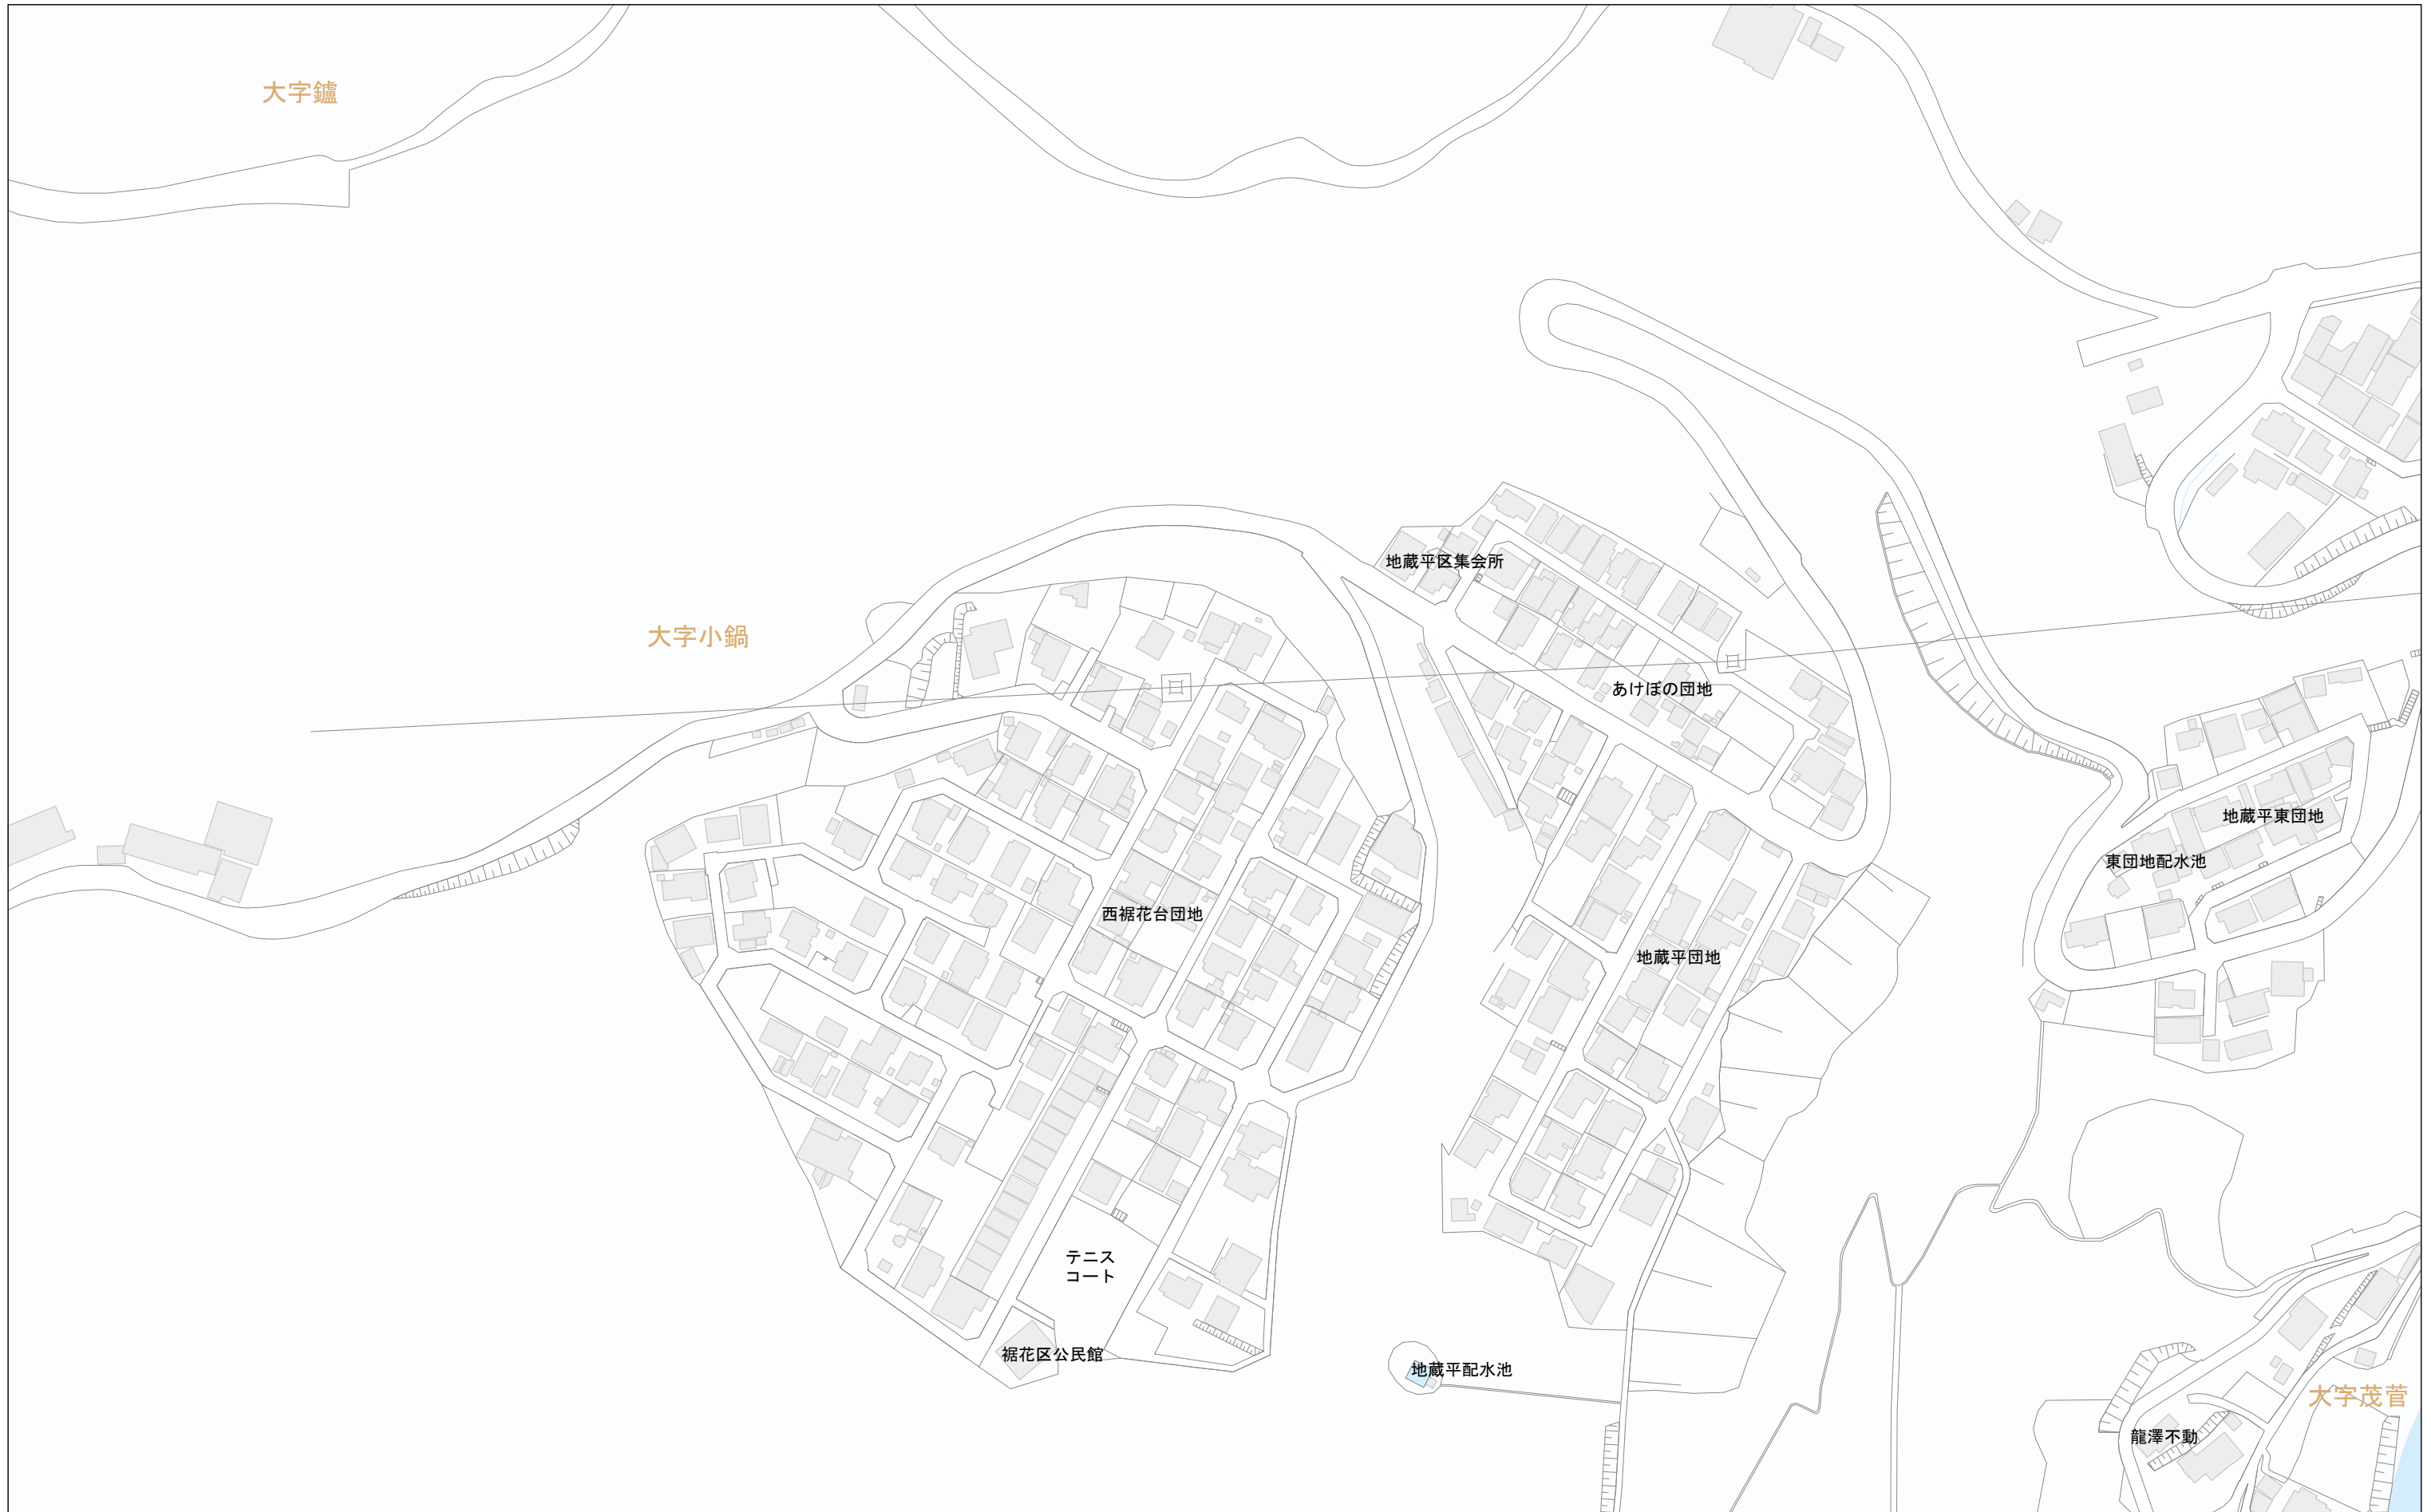 大字鑪
地蔵平区集会所
大字小鍋
あけぼの団地
地蔵平東団地
東団地配水池
西裾花台団地
地蔵平団地
テニス
コート
裾花区公民館
地蔵平配水池
大字茂菅
龍澤不動